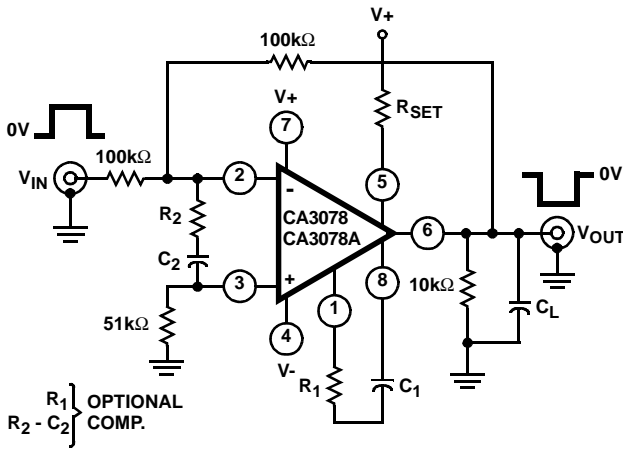 V+
100kΩ
RSET
V+
0V
7
100kΩ
VIN
2
5
0V
-
R2
CA3078
CA3078A
6
VOUT
C2
3
+
8
10kΩ
CL
1
51kΩ
4
V-
R1
C1
R1
R2 - C2
} OPTIONAL
COMP.